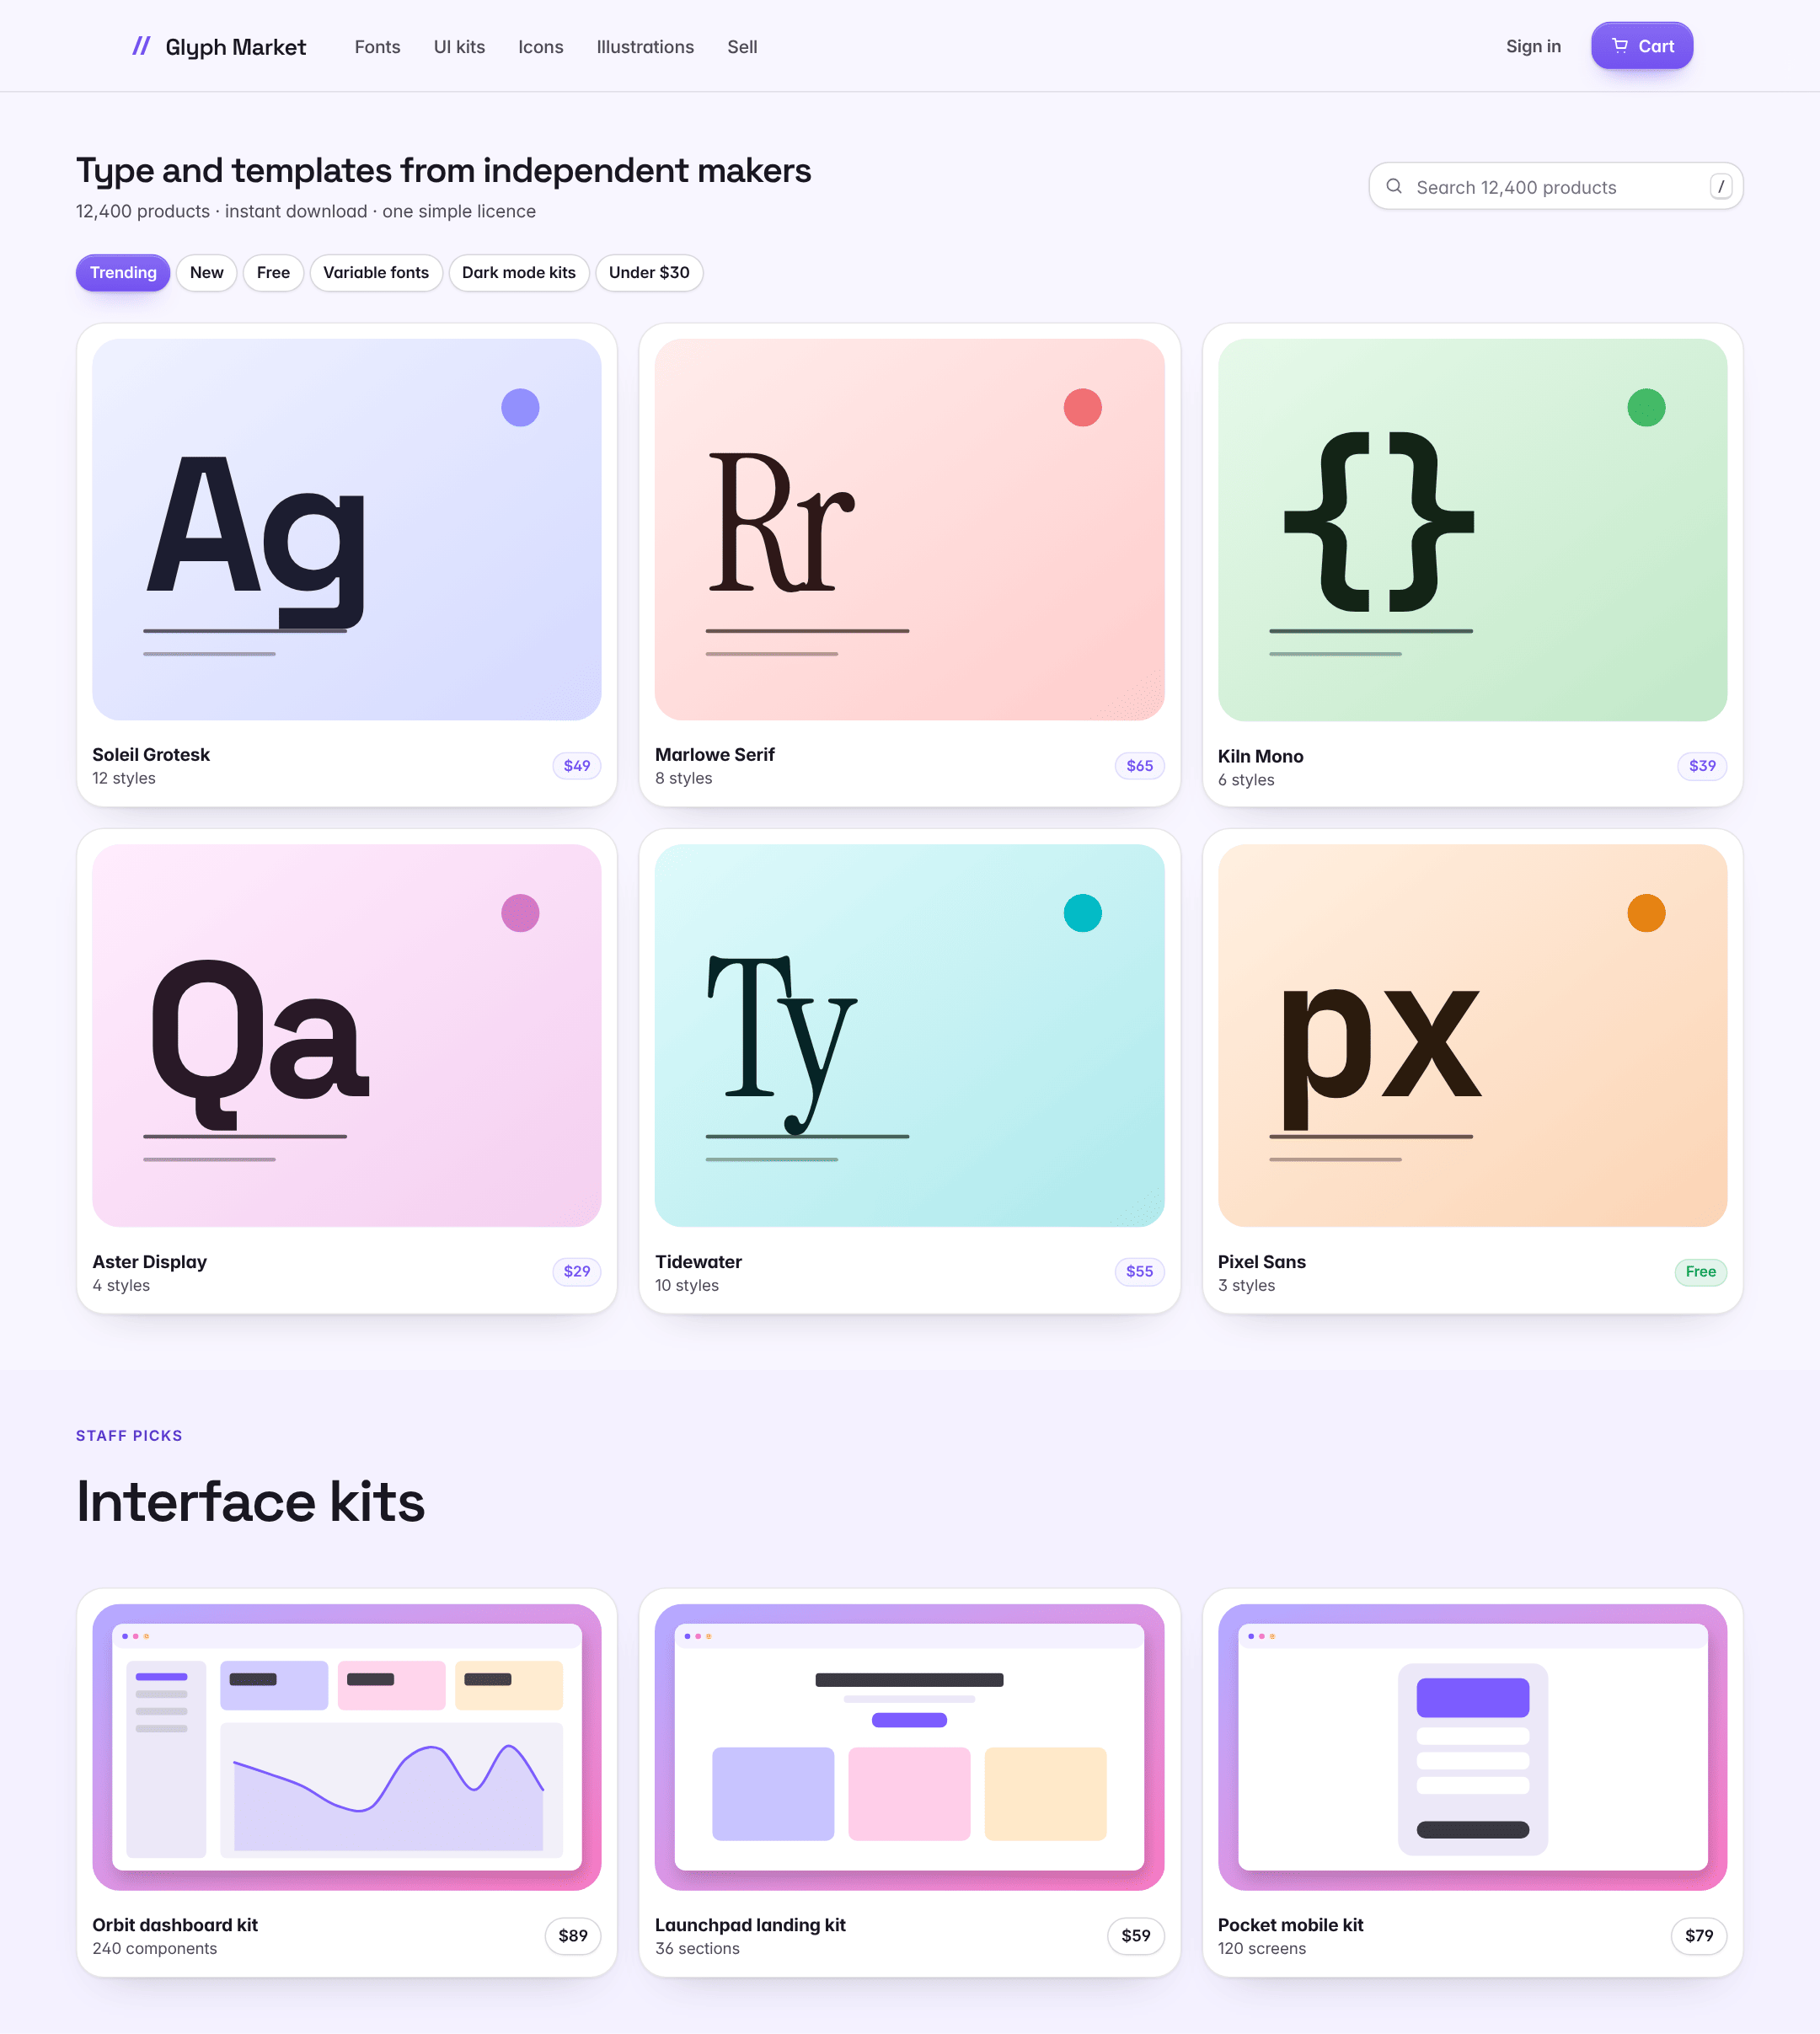 Glyph Market
Fonts
UI kits
Icons
Illustrations
Sell
Sign in
Cart
Type and templates from independent makers
12,400 products · instant download · one simple licence
Search 12,400 products
/
Trending
New
Free
Variable fonts
Dark mode kits
Under $30
Ag
Soleil Grotesk
12 styles
$49
Rr
Marlowe Serif
8 styles
$65
{}
Kiln Mono
6 styles
$39
Qa
Aster Display
4 styles
$29
Ty
Tidewater
10 styles
$55
px
Pixel Sans
3 styles
Free
STAFF PICKS
Interface kits
Orbit dashboard kit
240 components
$89
Launchpad landing kit
36 sections
$59
Pocket mobile kit
120 screens
$79